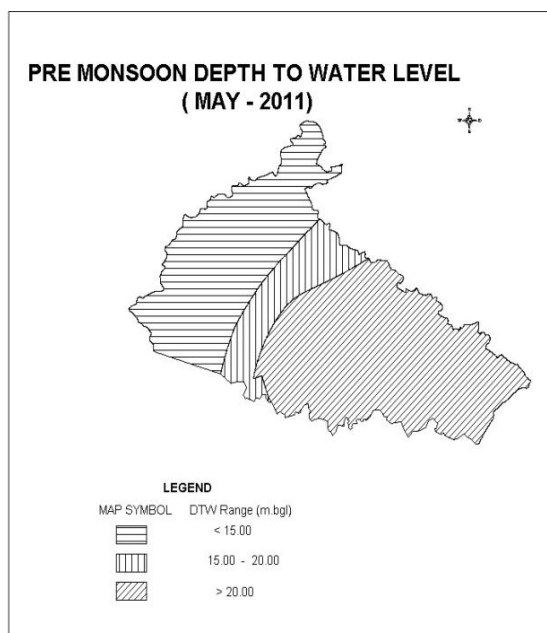 PRE MONSOON DEPTH TO WATER LEVEL
( MAY - 2011)
LEGEND
MAP SYMBOL DTW Range (m.bgl)
< 15.00
15.00 - 20.00
> 20.00